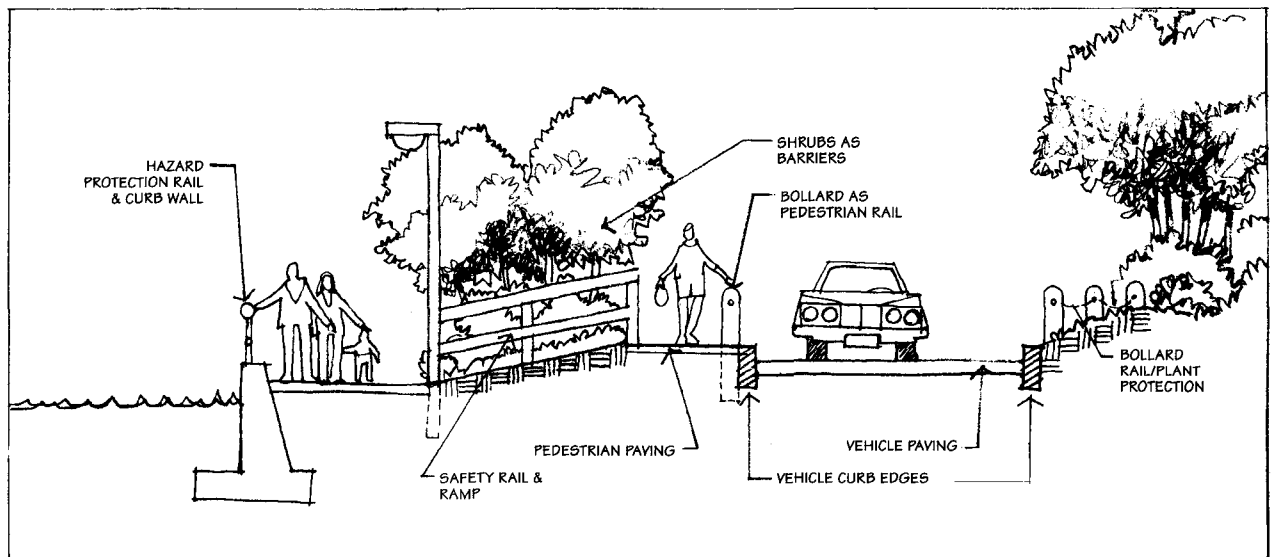 HAZARD
PROTECTION RAIL
& CURB WALL
SHRUBS AS
BARRIERS
BOLLARD AS
PEDESTRIAN RAIL
BOLLARD
RAIL/PLANT
PROTECTION
PEDESTRIAN PAVING
VEHICLE PAVING
SAFETY RAIL &
RAMP
VEHICLE CURB EDGES